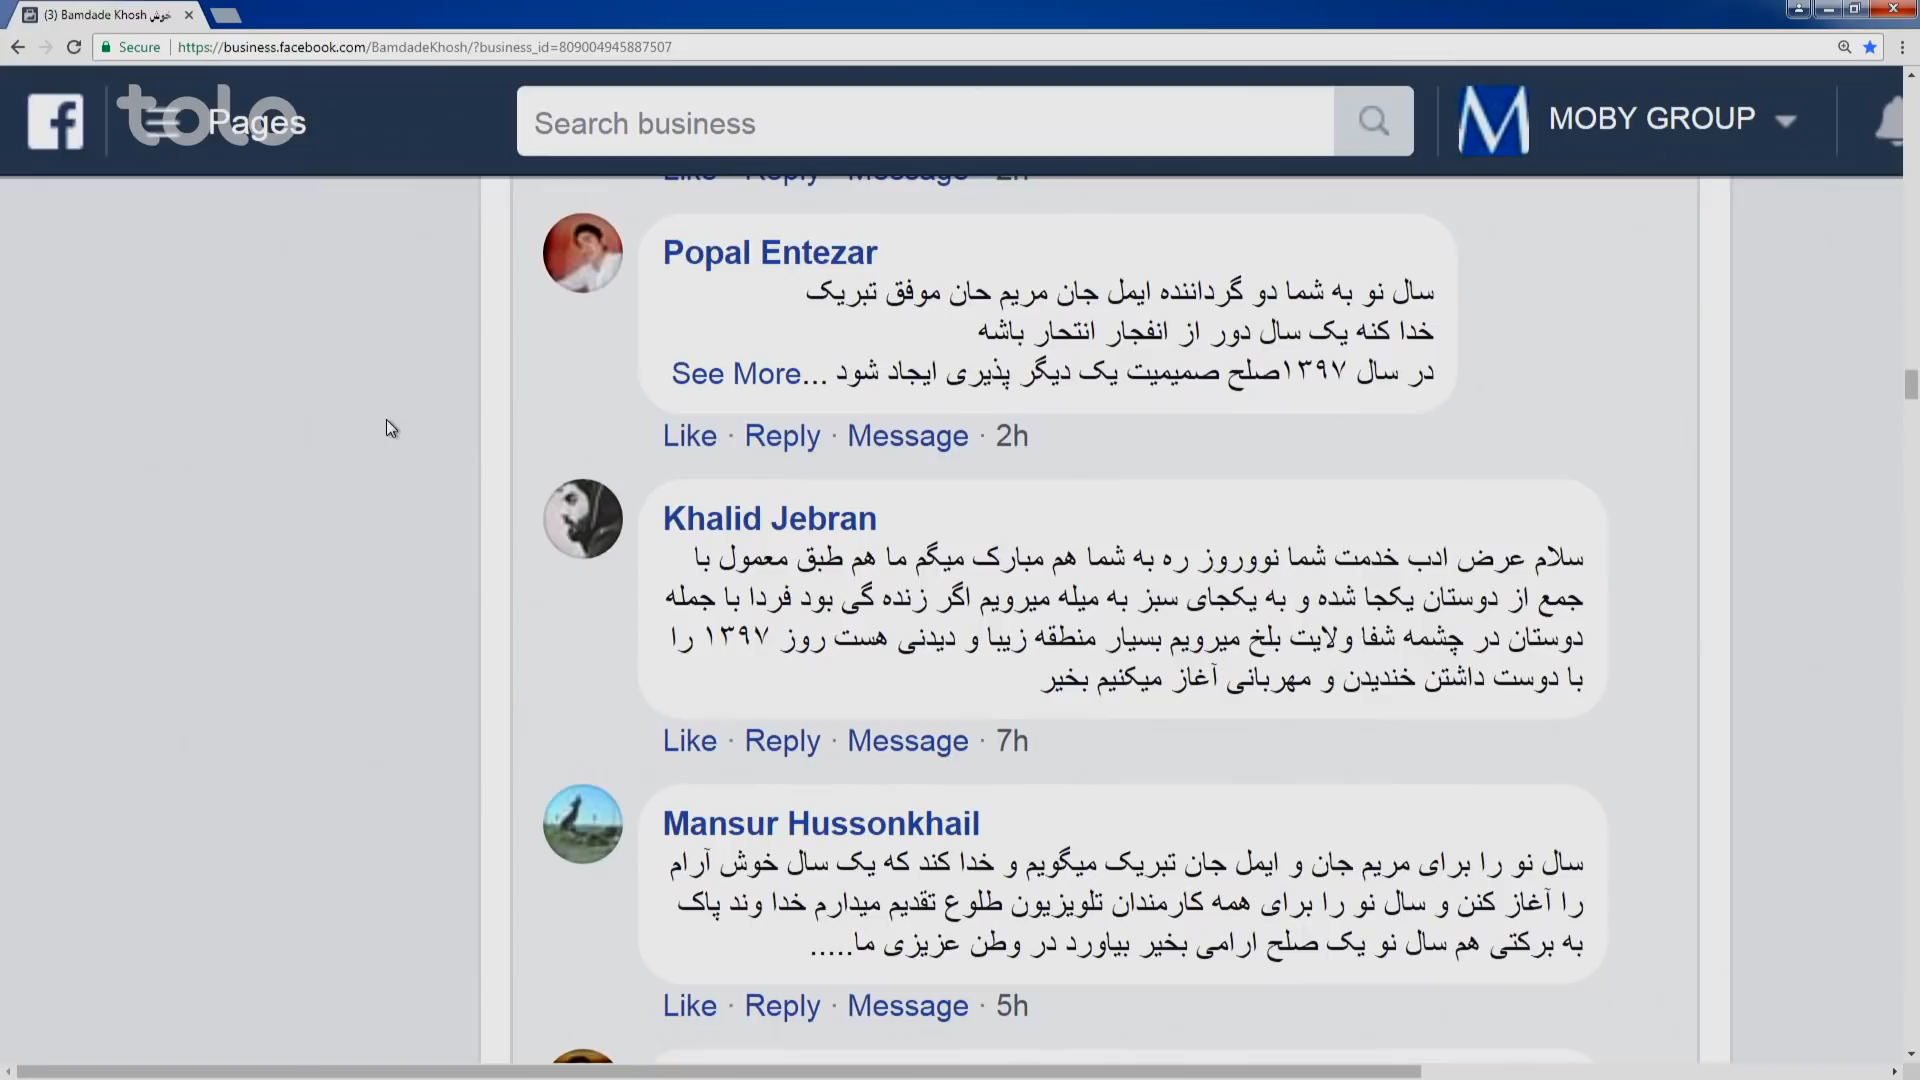 (3) Bamdade Khosh خوش
Secure
https://business.facebook.com/BamdadeKhosh/?business_id=809004945887507
tolo
Pages
Search business
MOBY GROUP
Like · Reply · Message · 2h
Popal Entezar
سال نو به شما دو گرداننده ایمل جان مریم حان موفق تبریک
خدا کنه یک سال دور از انفجار انتحار باشه
در سال ۱۳۹۷صلح صمیمیت یک دیگر پذیری ایجاد شود ...See More
Like · Reply · Message · 2h
Khalid Jebran
سلام عرض ادب خدمت شما نووروز ره به شما هم مبارک میگم ما هم طبق معمول با
جمع از دوستان یکجا شده و به یکجای سبز به میله میرویم اگر زنده گی بود فردا با جمله
دوستان در چشمه شفا ولایت بلخ میرویم بسیار منطقه زیبا و دیدنی هست روز ۱۳۹۷ را
با دوست داشتن خندیدن و مهربانی آغاز میکنیم بخیر
Like · Reply · Message · 7h
Mansur Hussonkhail
سال نو را برای مریم جان و ایمل جان تبریک میگویم و خدا کند که یک سال خوش آرام
را آغاز کنن و سال نو را برای همه کارمندان تلویزیون طلوع تقدیم میدارم خدا وند پاک
به برکتی هم سال نو یک صلح ارامی بخیر بیاورد در وطن عزیزی ما.....
Like · Reply · Message · 5h